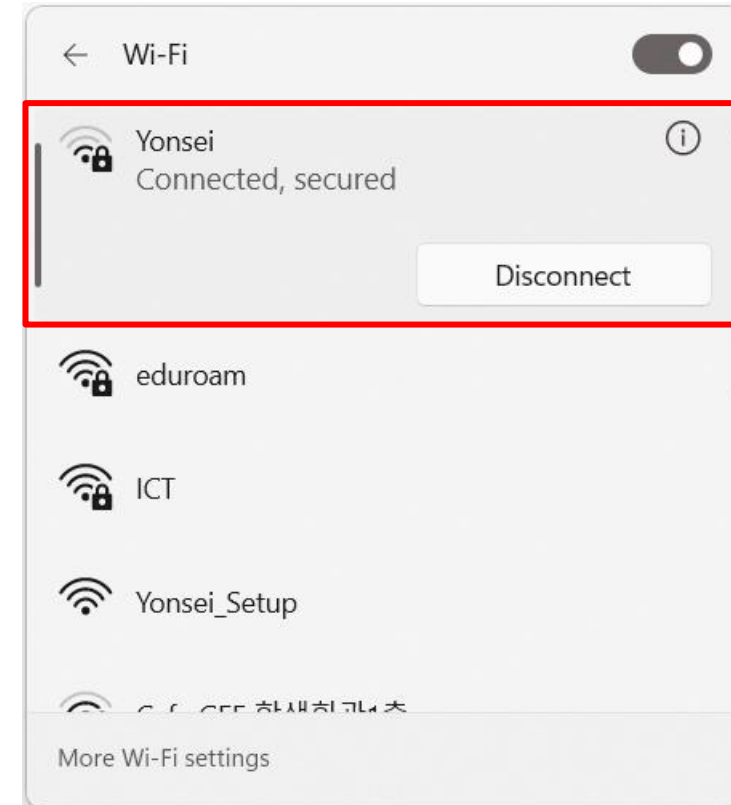 Wi-Fi
Yonsei
Connected, secured
Disconnect
eduroam
ICT
Yonsei_Setup
More Wi-Fi settings